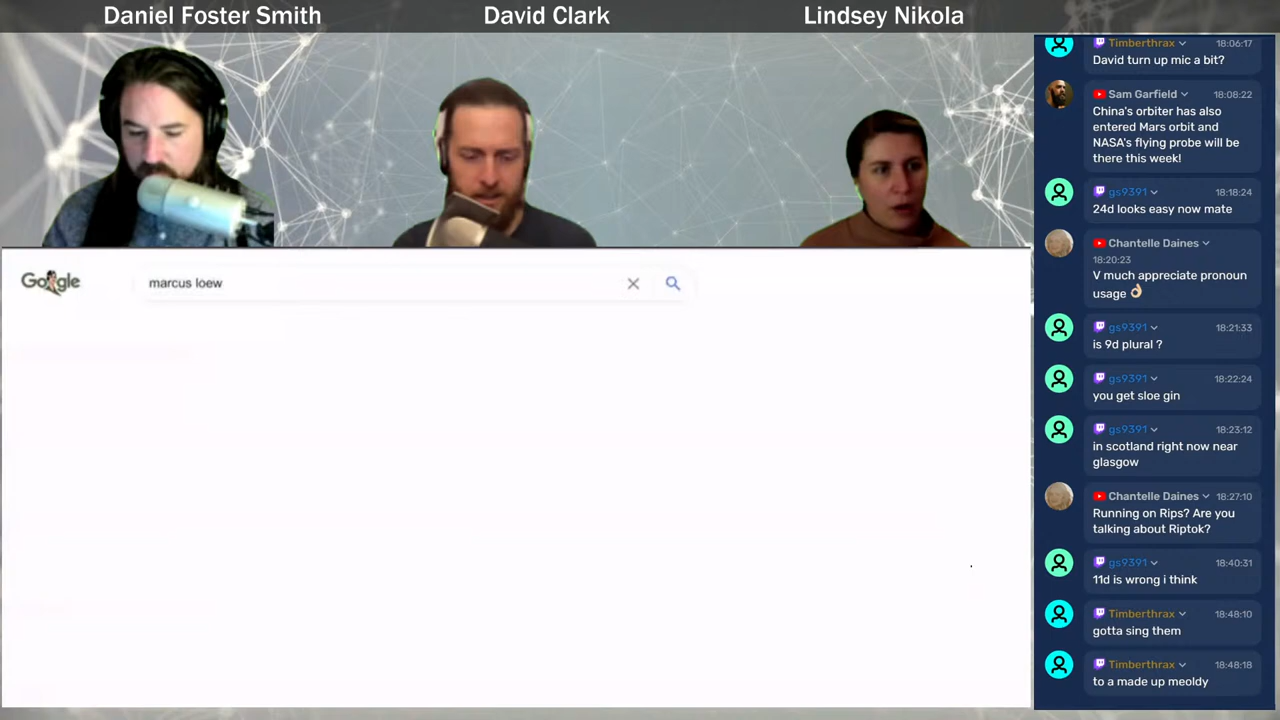 Daniel Foster Smith
David Clark
Lindsey Nikola
Google
marcus loew
Timberthrax
18:06:17
David turn up mic a bit?
Sam Garfield
18:08:22
China's orbiter has also
entered Mars orbit and
NASA's flying probe will be
there this week!
gs9391
18:18:24
24d looks easy now mate
Chantelle Daines
18:20:23
V much appreciate pronoun
usage 👌🏼
gs9391
18:21:33
is 9d plural ?
gs9391
18:22:24
you get sloe gin
gs9391
18:23:12
in scotland right now near
glasgow
Chantelle Daines
18:27:10
Running on Rips? Are you
talking about Riptok?
gs9391
18:40:31
11d is wrong i think
Timberthrax
18:48:10
gotta sing them
Timberthrax
18:48:18
to a made up meoldy